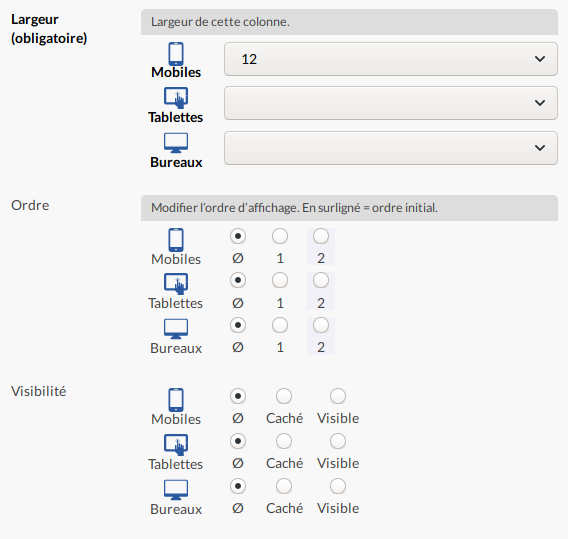 Largeur
(obligatoire)
Largeur de cette colonne.
Mobiles
12
Tablettes
Bureaux
Ordre
Modifier l'ordre d'affichage. En surligné = ordre initial.
Mobiles
Ø 1 2
Tablettes
Ø 1 2
Bureaux
Ø 1 2
Visibilité
Mobiles
Ø Caché Visible
Tablettes
Ø Caché Visible
Bureaux
Ø Caché Visible